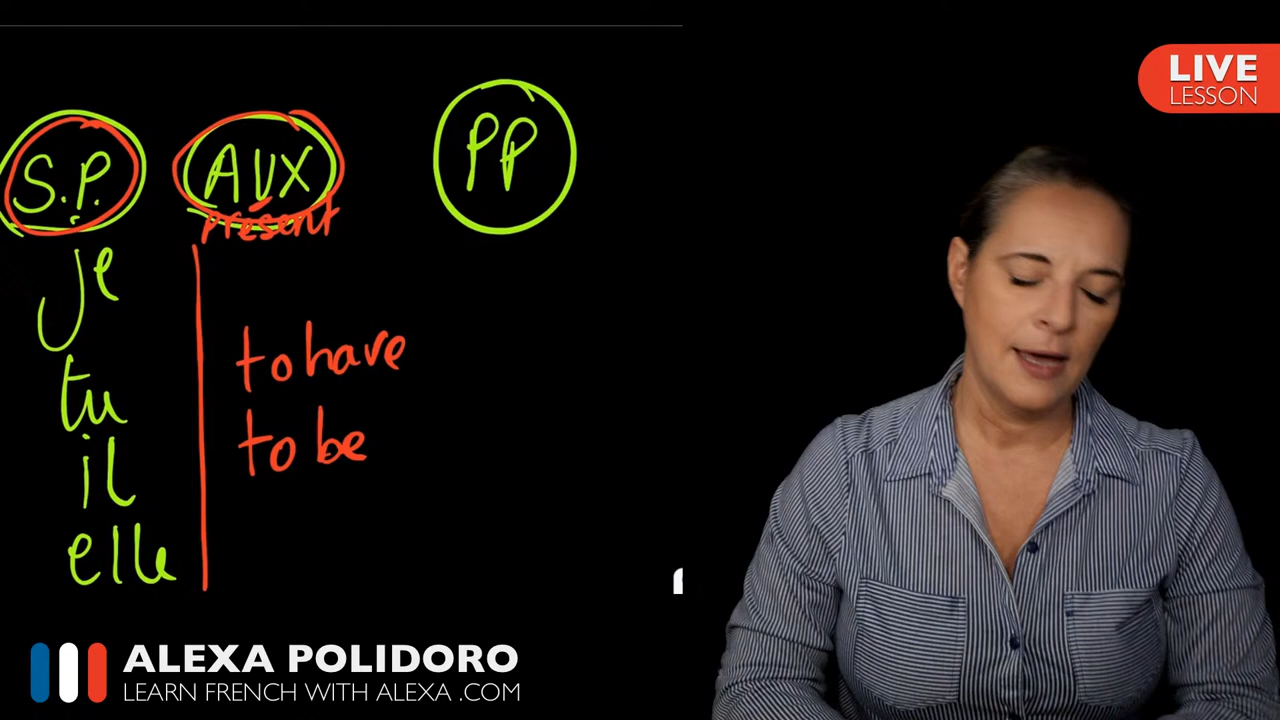 S.P. AUX PP
present
je
tu
il
elle
to have
to be
LIVE
LESSON
ALEXA POLIDORO
LEARN FRENCH WITH ALEXA .COM